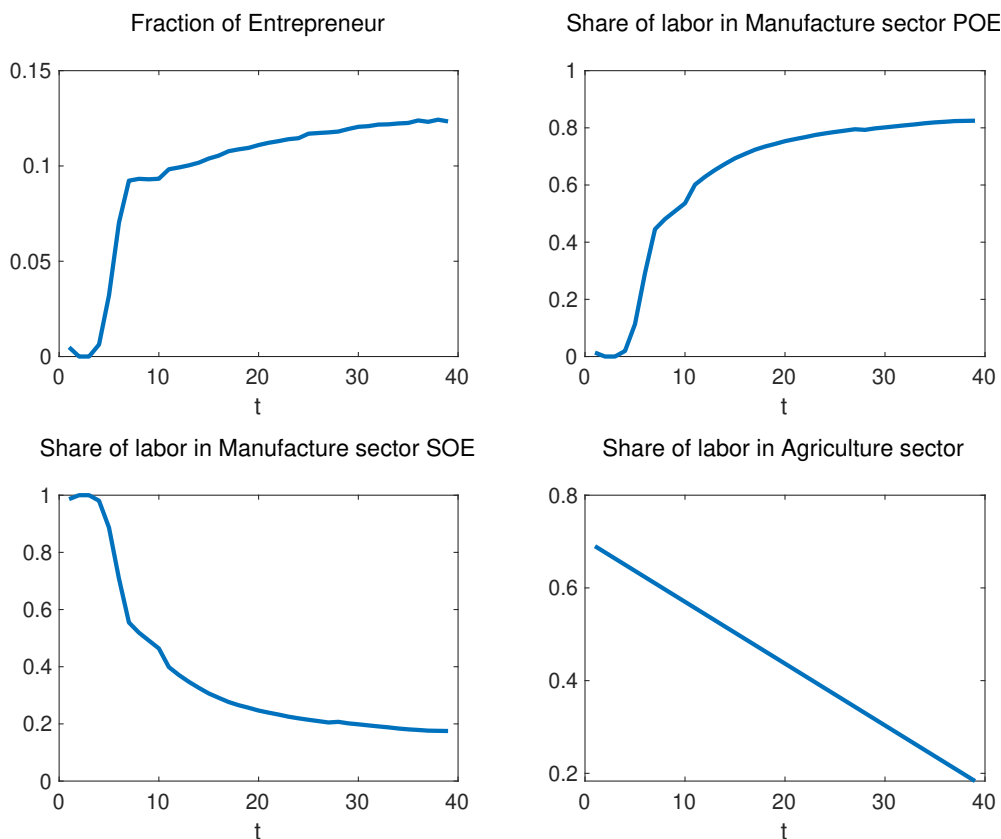 Fraction of Entrepreneur
0.15
0.1
0.05
0
0 10 20 30 40
t
Share of labor in Manufacture sector POE
1
0.8
0.6
0.4
0.2
0
0 10 20 30 40
t
Share of labor in Manufacture sector SOE
1
0.8
0.6
0.4
0.2
0
0 10 20 30 40
t
Share of labor in Agriculture sector
0.8
0.6
0.4
0.2
0 10 20 30 40
t